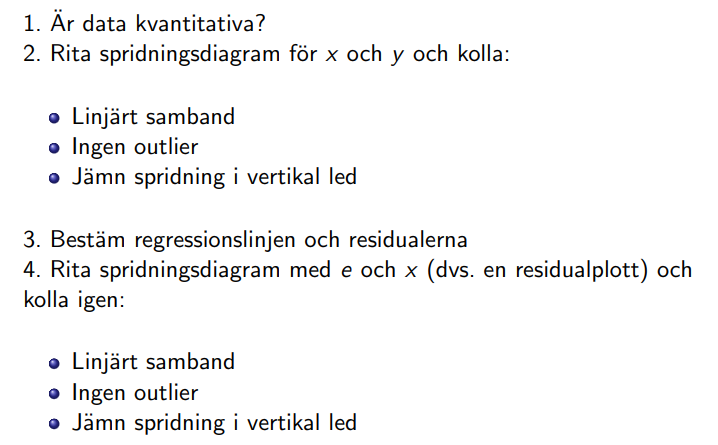 1. Är data kvantitativa?
2. Rita spridningsdiagram för x och y och kolla:
Linjärt samband
Ingen outlier
Jämn spridning i vertikal led
3. Bestäm regressionslinjen och residualerna
4. Rita spridningsdiagram med e och x (dvs. en residualplott) och
kolla igen:
Linjärt samband
Ingen outlier
Jämn spridning i vertikal led